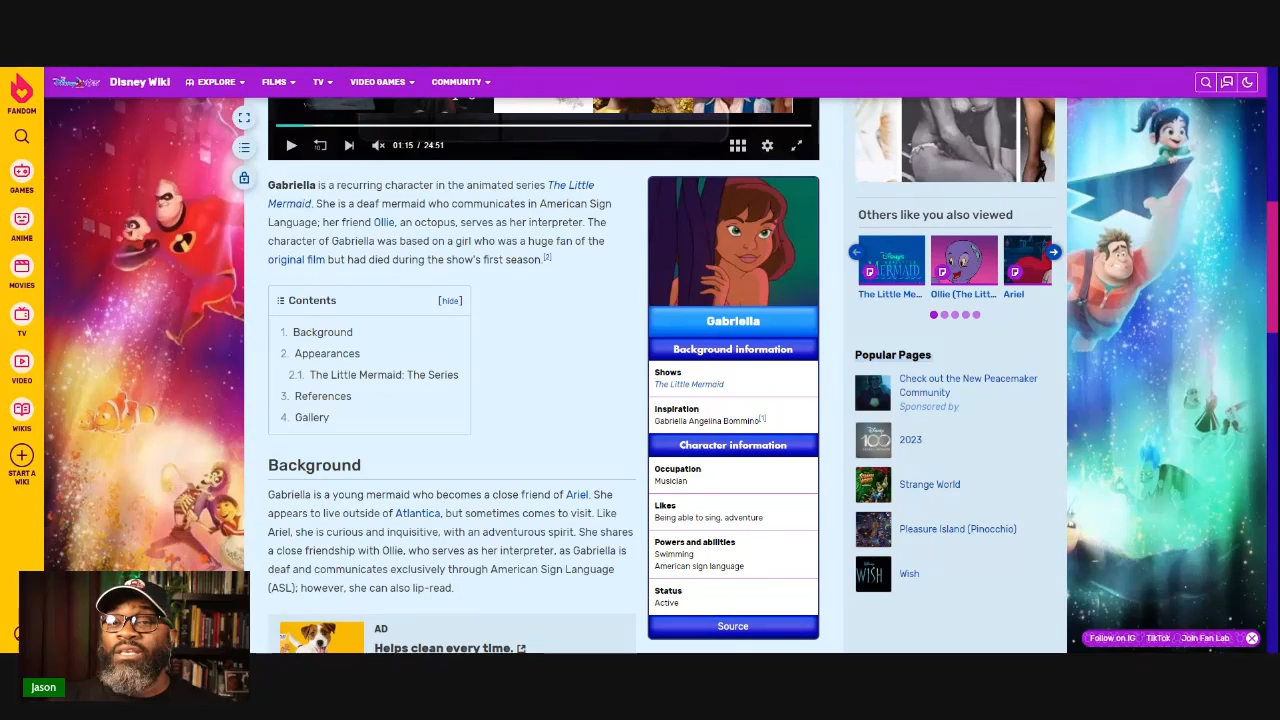 FANDOM
GAMES
ANIME
MOVIES
TV
VIDEO
WIKIS
START A
WIKI
Disney Wiki
EXPLORE
FILMS
TV
VIDEO GAMES
COMMUNITY
10
01:15 / 24:51
Gabriella is a recurring character in the animated series The Little
Mermaid. She is a deaf mermaid who communicates in American Sign
Language; her friend Ollie, an octopus, serves as her interpreter. The
character of Gabriella was based on a girl who was a huge fan of the
original film but had died during the show's first season.[2]
Contents [hide]
1. Background
2. Appearances
2.1. The Little Mermaid: The Series
3. References
4. Gallery
Background
Gabriella is a young mermaid who becomes a close friend of Ariel. She
appears to live outside of Atlantica, but sometimes comes to visit. Like
Ariel, she is curious and inquisitive, with an adventurous spirit. She shares
a close friendship with Ollie, who serves as her interpreter, as Gabriella is
deaf and communicates exclusively through American Sign Language
(ASL); however, she can also lip-read.
AD
Helps clean every time.
Gabriella
Background information
Shows
The Little Mermaid
Inspiration
Gabriella Angelina Bommino[1]
Character information
Occupation
Musician
Likes
Being able to sing, adventure
Powers and abilities
Swimming
American sign language
Status
Active
Source
Others like you also viewed
Disney's
MERMAID
The Little Me...
Ollie (The Litt...
Ariel
Popular Pages
Check out the New Peacemaker
Community
Sponsored by
Disney
100
2023
Strange World
Pleasure Island (Pinocchio)
WISH
Wish
Follow on IG
TikTok
Join Fan Lab
Jason